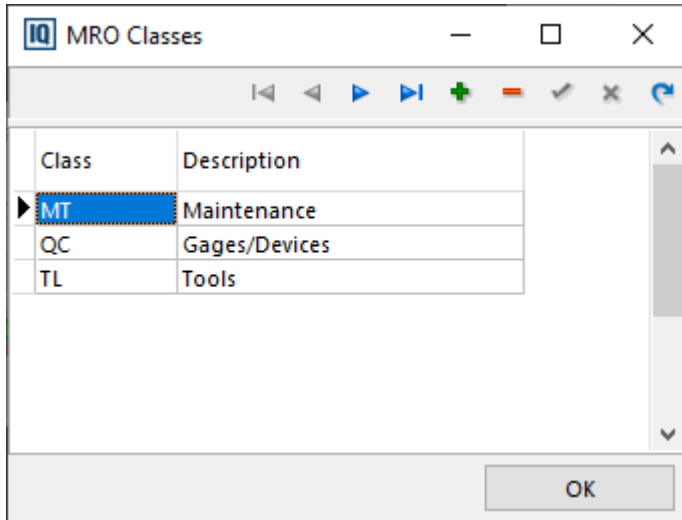 IQ MRO Classes
Class Description
MT Maintenance
QC Gages/Devices
TL Tools
OK